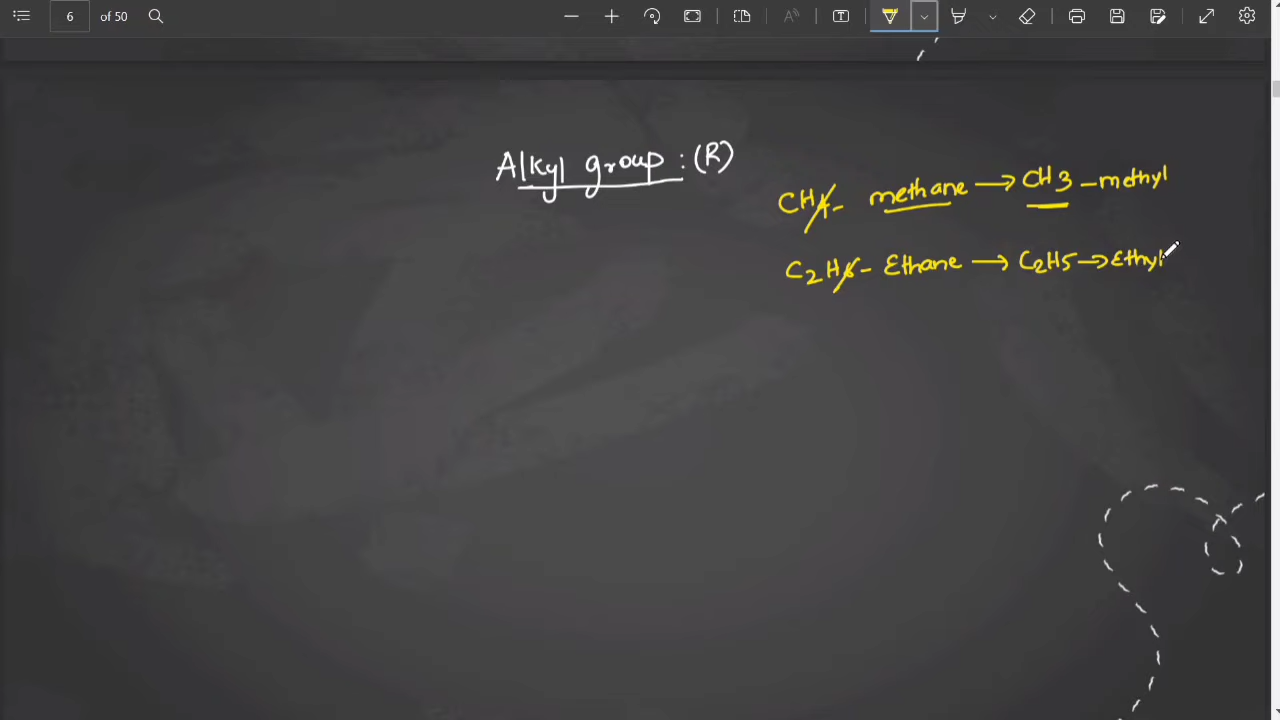 6 of 50
Alkyl group : (R)
CH4 - methane → CH3 - methyl
C2H6 - Ethane → C2H5 → Ethyl